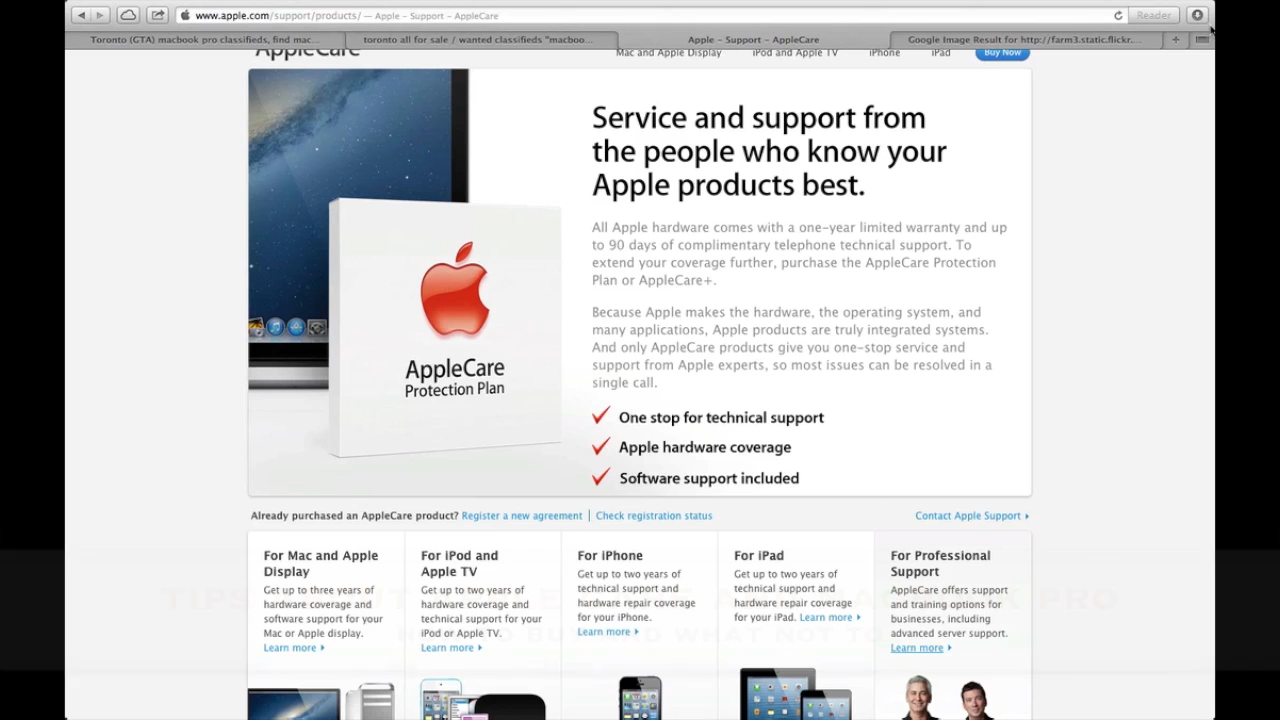 www.apple.com/support/products/ — Apple – Support – AppleCare
Reader
Toronto (GTA) macbook pro classifieds, find mac...
toronto all for sale / wanted classifieds "macboo...
Apple – Support – AppleCare
Google Image Result for http://farm3.static.flickr...
AppleCare
Mac and Apple Display
iPod and Apple TV
iPhone
iPad
Buy Now
Service and support from
the people who know your
Apple products best.
All Apple hardware comes with a one-year limited warranty and up
to 90 days of complimentary telephone technical support. To
extend your coverage further, purchase the AppleCare Protection
Plan or AppleCare+.
Because Apple makes the hardware, the operating system, and
many applications, Apple products are truly integrated systems.
And only AppleCare products give you one-stop service and
support from Apple experts, so most issues can be resolved in a
single call.
One stop for technical support
Apple hardware coverage
Software support included
AppleCare
Protection Plan
Already purchased an AppleCare product? Register a new agreement | Check registration status
Contact Apple Support
For Mac and Apple
Display
Get up to three years of
hardware coverage and
software support for your
Mac or Apple display.
Learn more
For iPod and
Apple TV
Get up to two years of
technical support and
hardware coverage for your
iPod or Apple TV.
Learn more
For iPhone
Get up to two years of
technical support and
hardware repair coverage
for your iPhone.
Learn more
For iPad
Get up to two years of
technical support and
hardware repair coverage
for your iPad. Learn more
For Professional
Support
AppleCare offers support
and training options for
businesses, including
advanced server support.
Learn more
TIPS
PRO